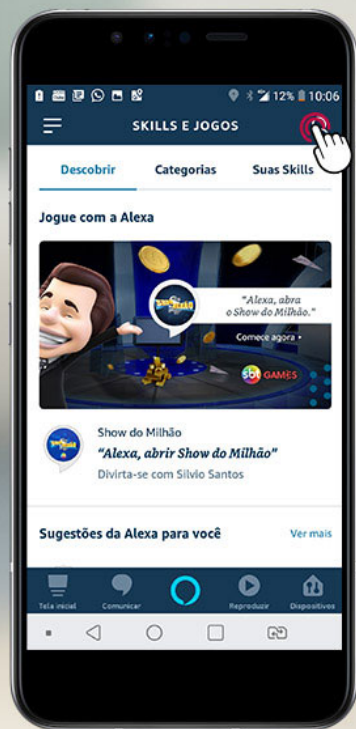 12% 10:06
SKILLS E JOGOS
Descobrir Categorias Suas Skills
Jogue com a Alexa
"Alexa, abra
o Show do Milhão."
Comece agora
sbt GAMES
Show do Milhão
"Alexa, abrir Show do Milhão"
Divirta-se com Silvio Santos
Sugestões da Alexa para você Ver mais
Tela inicial Comunicar Reproduzir Dispositivos